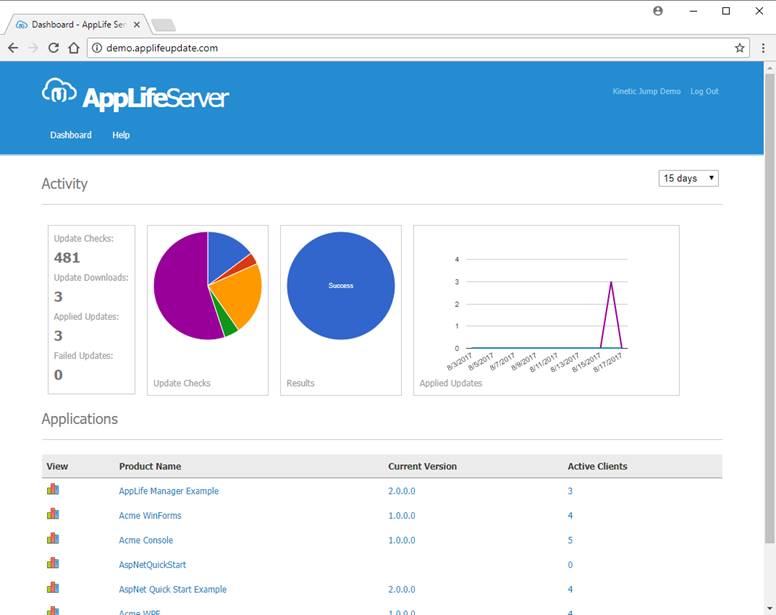 Dashboard - AppLife Ser
demo.applifeupdate.com
AppLifeServer
Kinetic Jump Demo Log Out
Dashboard Help
Activity
15 days
Update Checks:
481
Update Downloads:
3
Applied Updates:
3
Failed Updates:
0
Update Checks
Success
Results
4
3
2
1
0
8/3/2017 8/5/2017 8/7/2017 8/9/2017 8/11/2017 8/13/2017 8/15/2017 8/17/2017
Applied Updates
Applications
View Product Name Current Version Active Clients
AppLife Manager Example 2.0.0.0 3
Acme WinForms 1.0.0.0 4
Acme Console 1.0.0.0 5
AspNetQuickStart 0
AspNet Quick Start Example 2.0.0.0 4
Acme WPF 1.0.0.0 4